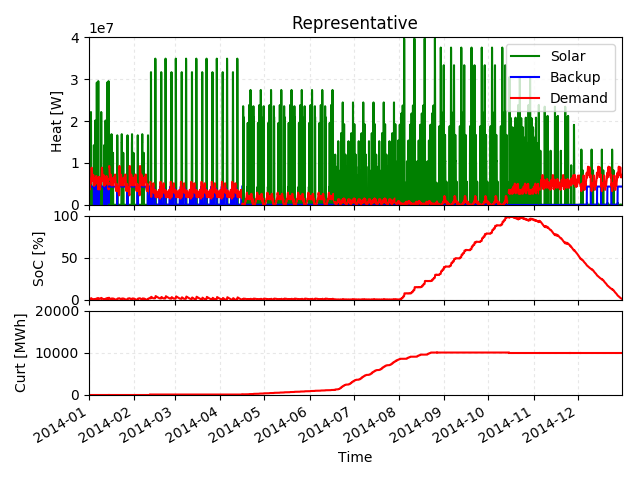 Representative
1e7
4
3
2
1
0
Heat [W]
Solar
Backup
Demand
100
50
0
SoC [%]
20000
10000
0
Curt [MWh]
2014-01
2014-02
2014-03
2014-04
2014-05
2014-06
2014-07
2014-08
2014-09
2014-10
2014-11
2014-12
Time